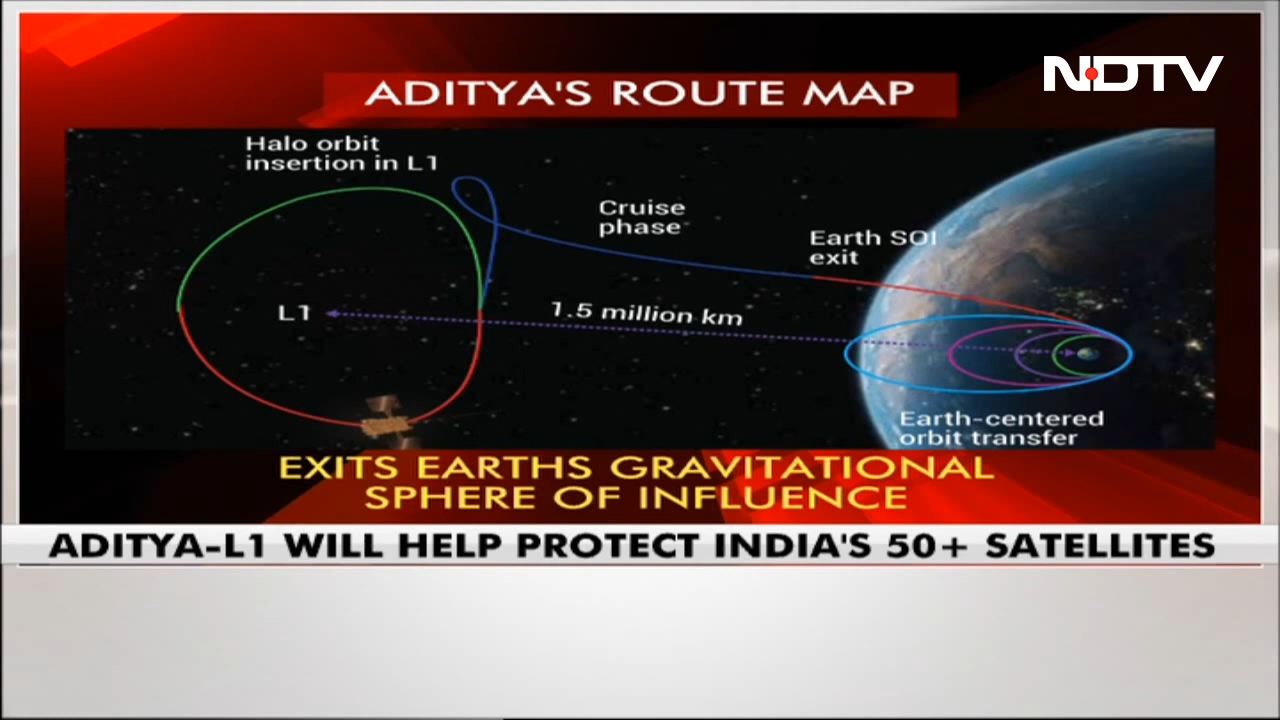 NDTV
ADITYA'S ROUTE MAP
Halo orbit
insertion in L1
Cruise
phase
Earth SOI
exit
L1
1.5 million km
Earth-centered
orbit transfer
EXITS EARTHS GRAVITATIONAL
SPHERE OF INFLUENCE
ADITYA-L1 WILL HELP PROTECT INDIA'S 50+ SATELLITES